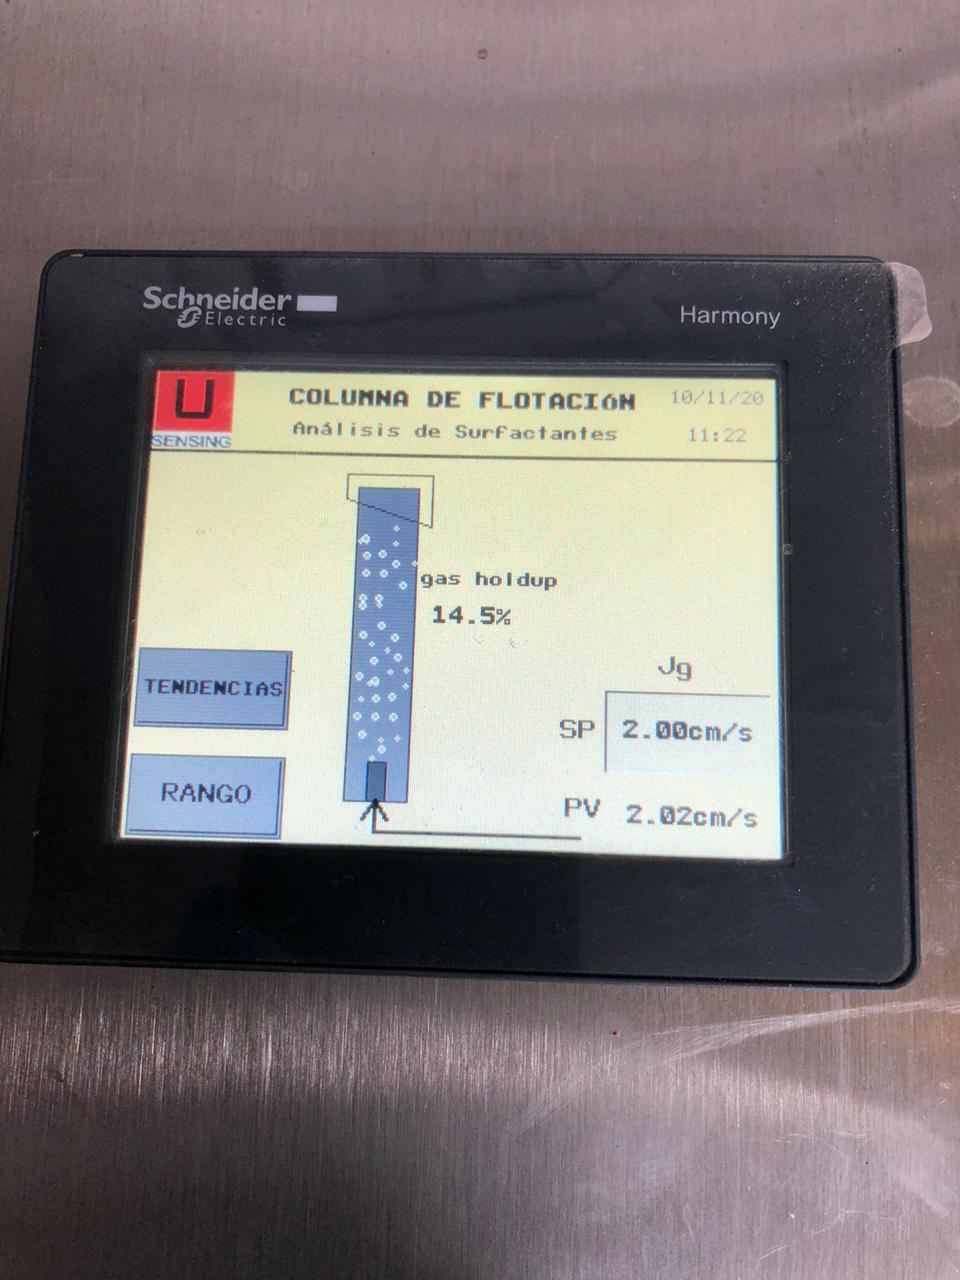 Schneider
Electric
Harmony
U
SENSING
COLUMNA DE FLOTACIÓN
Análisis de Surfactantes
10/11/20
11:22
gas holdup
14.5%
TENDENCIAS
RANGO
Jg
SP 2.00cm/s
PV 2.02cm/s